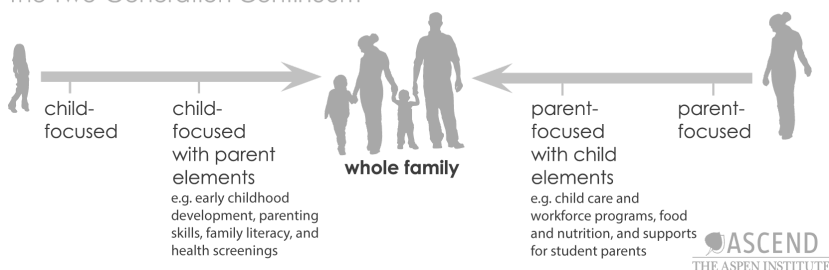 The Two-Generation Continuum
child-
focused
child-
focused
with parent
elements
e.g. early childhood
development, parenting
skills, family literacy, and
health screenings
whole family
parent-
focused
with child
elements
e.g. child care and
workforce programs, food
and nutrition, and supports
for student parents
parent-
focused
ASCEND
THE ASPEN INSTITUTE